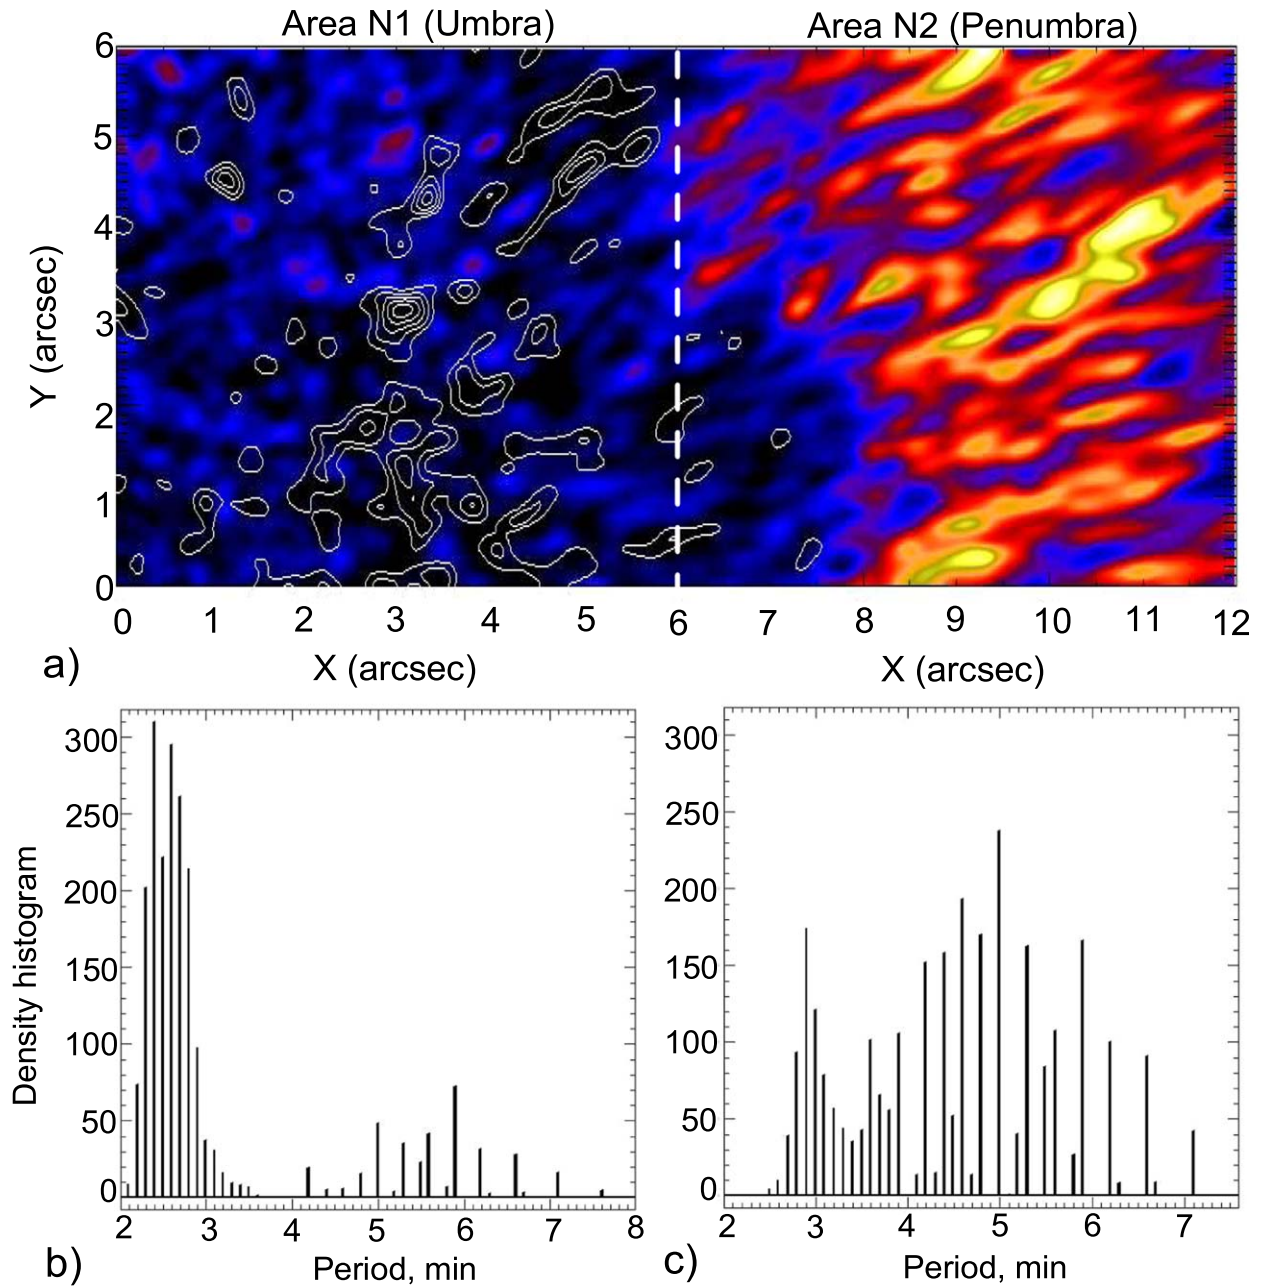 Area N1 (Umbra) Area N2 (Penumbra)
6
5
4
3
2
1
0
Y (arcsec)
0 1 2 3 4 5 6 7 8 9 10 11 12
a) X (arcsec) X (arcsec)
300
250
200
150
100
50
0
Density histogram
2 3 4 5 6 7 8
b) Period, min
300
250
200
150
100
50
0
2 3 4 5 6 7
c) Period, min